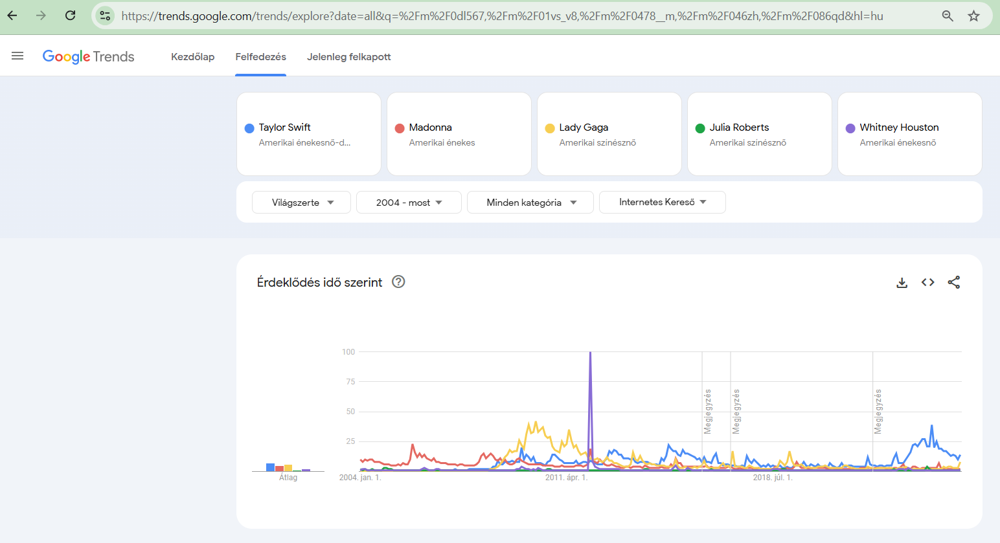 https://trends.google.com/trends/explore?date=all&q=%2Fm%2F0dl567,%2Fm%2F01vs_v8,%2Fm%2F0478__m,%2Fm%2F046zh,%2Fm%2F086qd&hl=hu
Google Trends
Kezdőlap
Felfedezés
Jelenleg felkapott
Taylor Swift
Amerikai énekesnő-d...
Madonna
Amerikai énekes
Lady Gaga
Amerikai színésznő
Julia Roberts
Amerikai színésznő
Whitney Houston
Amerikai énekesnő
Világszerte
2004 - most
Minden kategória
Internetes Kereső
Érdeklődés idő szerint
100
75
50
25
Megjegyzés
Megjegyzés
Megjegyzés
Átlag
2004. jan. 1.
2011. ápr. 1.
2018. júl. 1.